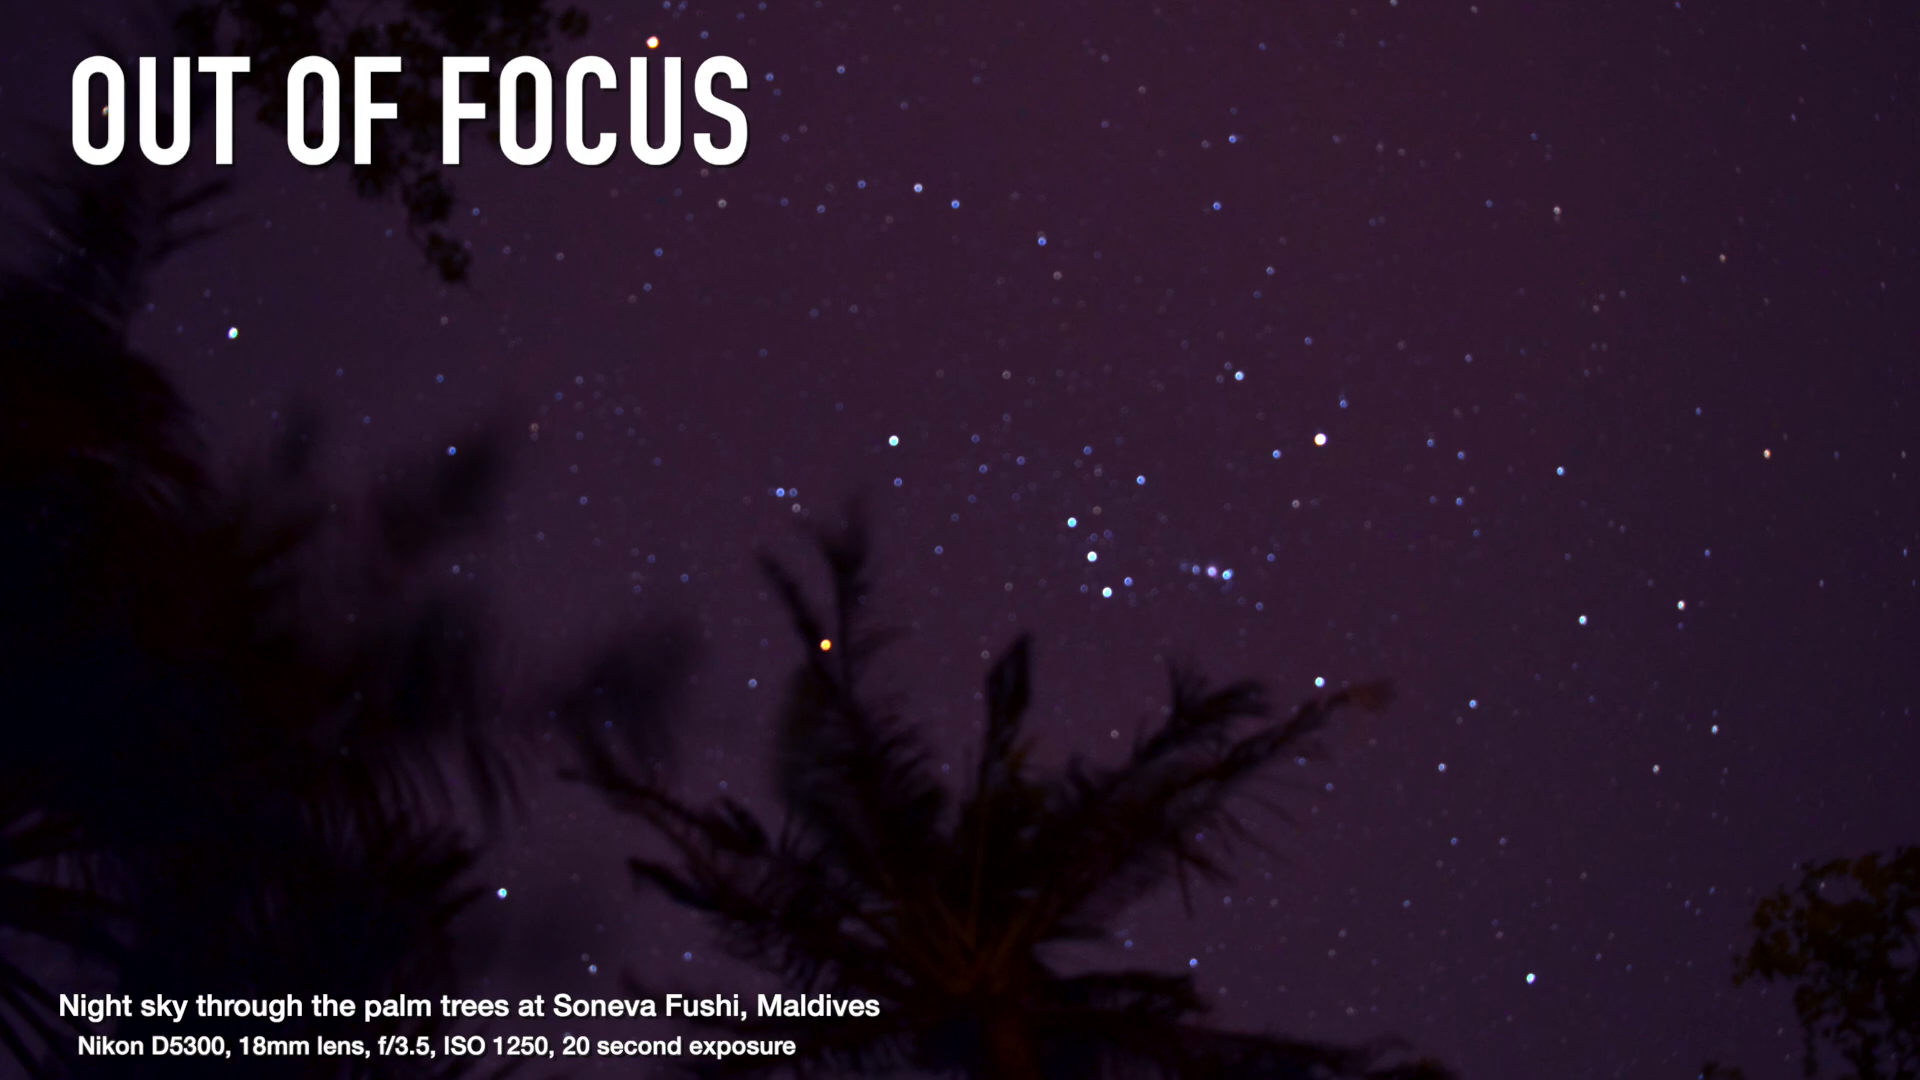 OUT OF FOCUS
Night sky through the palm trees at Soneva Fushi, Maldives
Nikon D5300, 18mm lens, f/3.5, ISO 1250, 20 second exposure